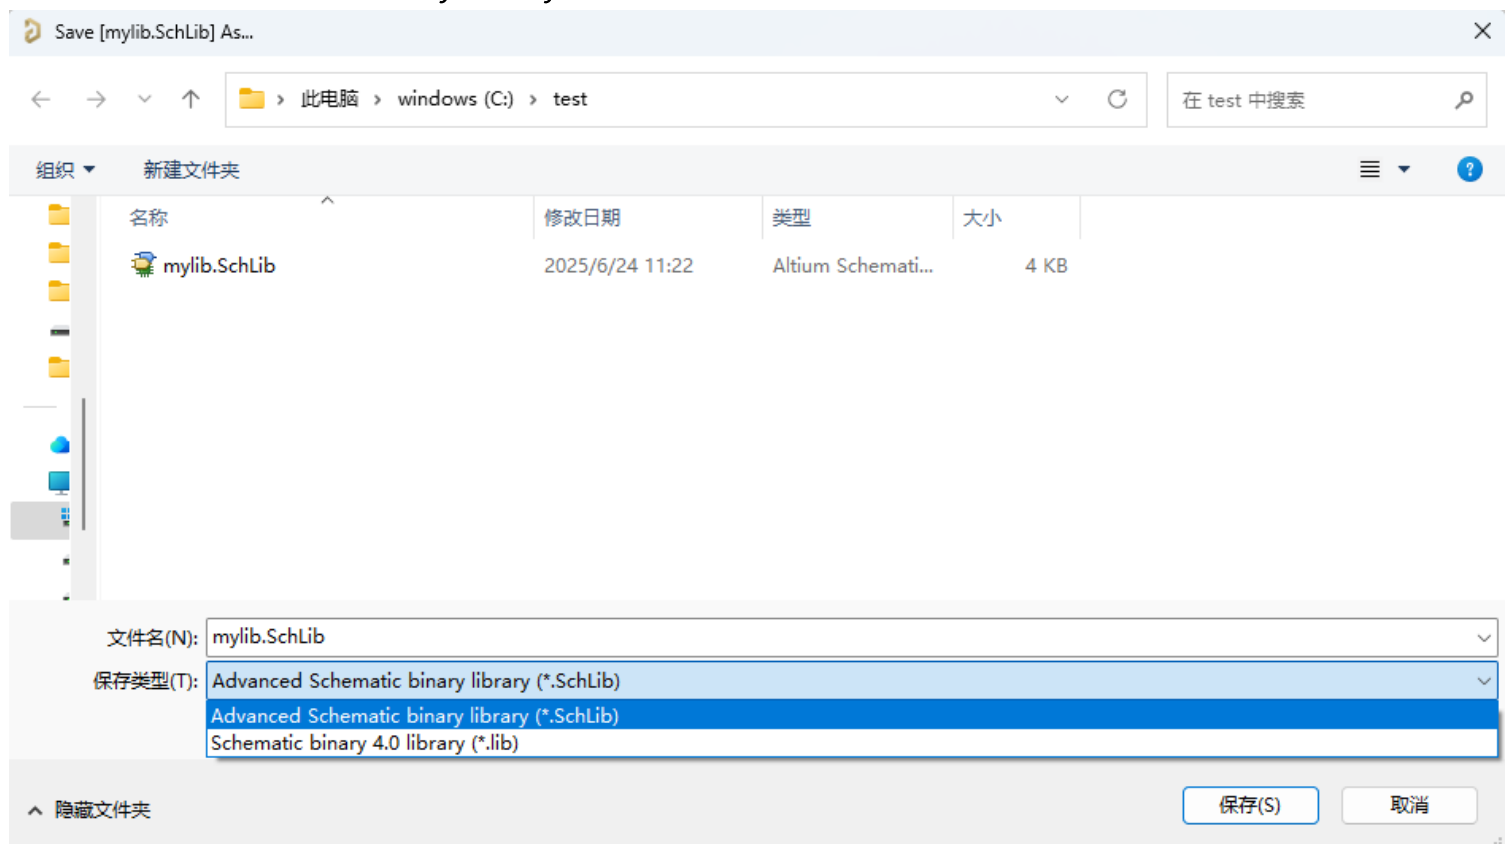 Save [mylib.SchLib] As...
此电脑 > windows (C:) > test
在 test 中搜索
组织 新建文件夹
名称 修改日期 类型 大小
mylib.SchLib 2025/6/24 11:22 Altium Schemati... 4 KB
文件名(N): mylib.SchLib
保存类型(T): Advanced Schematic binary library (*.SchLib)
Advanced Schematic binary library (*.SchLib)
Schematic binary 4.0 library (*.lib)
隐藏文件夹 保存(S) 取消